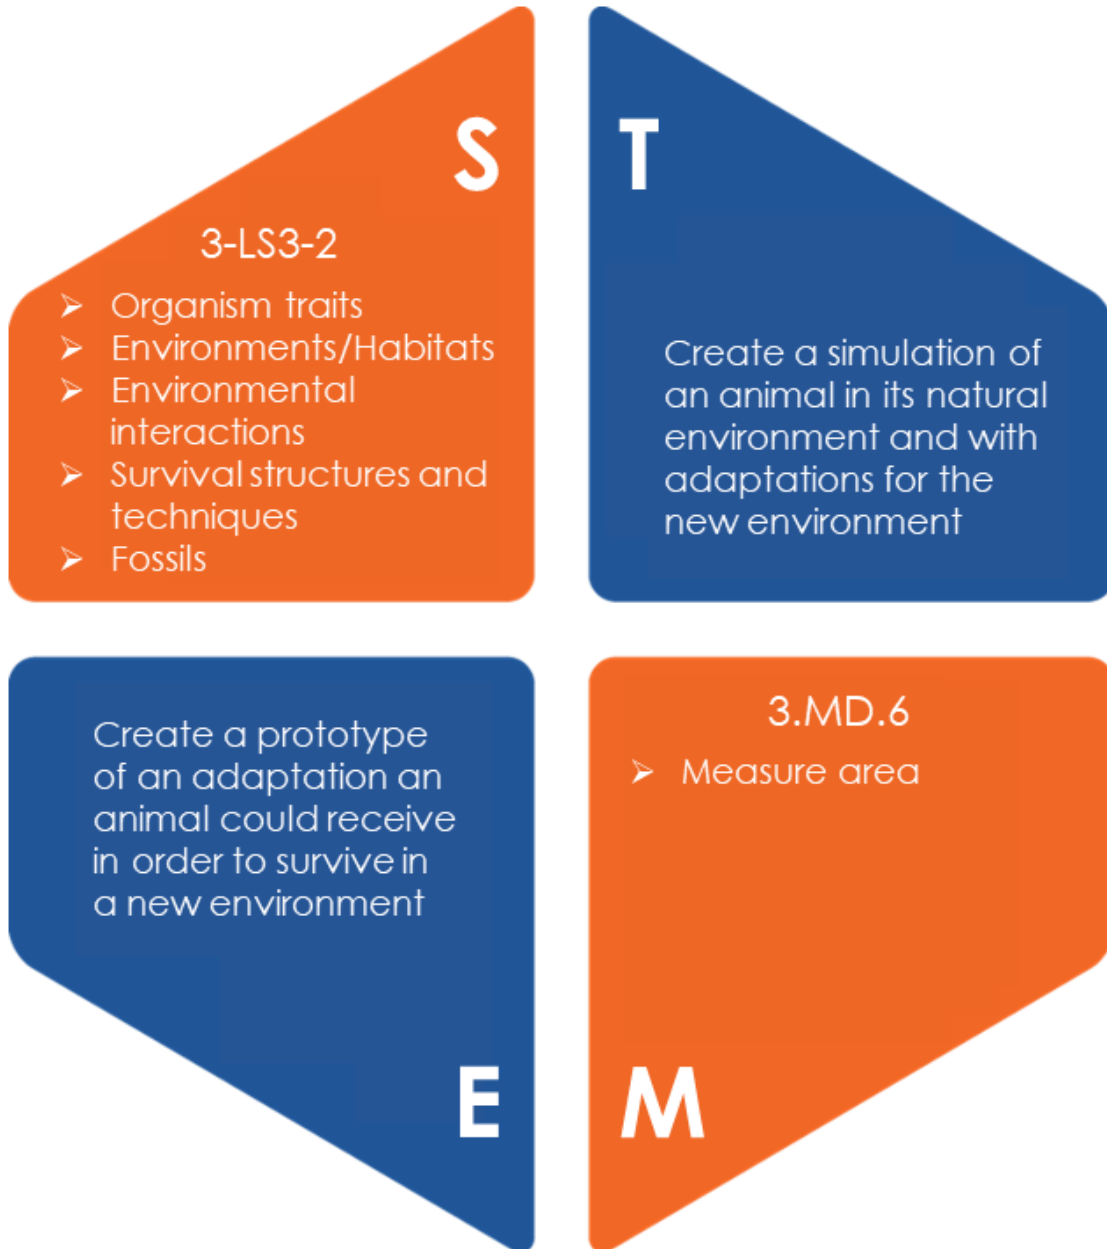 S
3-LS3-2
➢ Organism traits
➢ Environments/Habitats
➢ Environmental
interactions
➢ Survival structures and
techniques
➢ Fossils
T
Create a simulation of
an animal in its natural
environment and with
adaptations for the
new environment
Create a prototype
of an adaptation an
animal could receive
in order to survive in
a new environment
E
3.MD.6
➢ Measure area
M